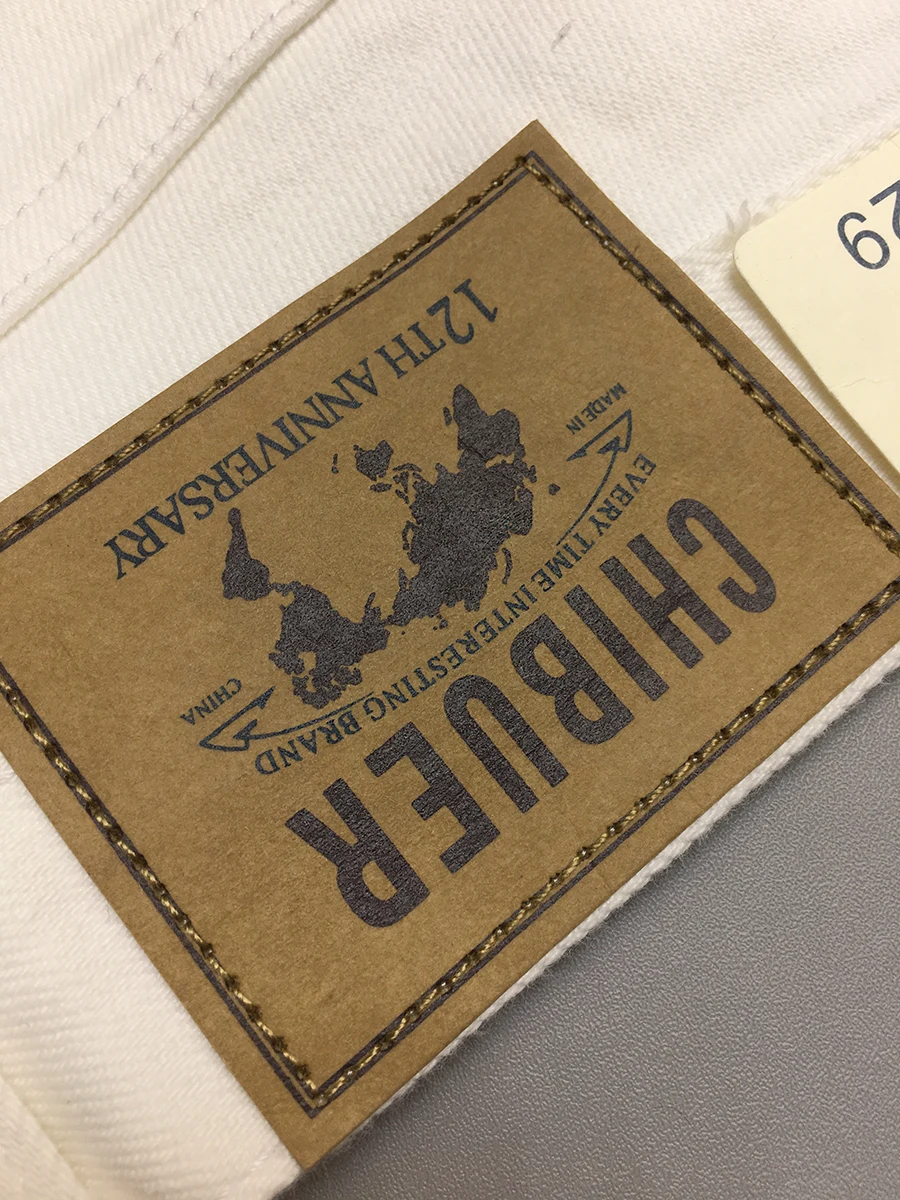 CHIBUER
EVERY TIME INTERESTING BRAND
MADE IN
CHINA
12TH ANNIVERSARY
29